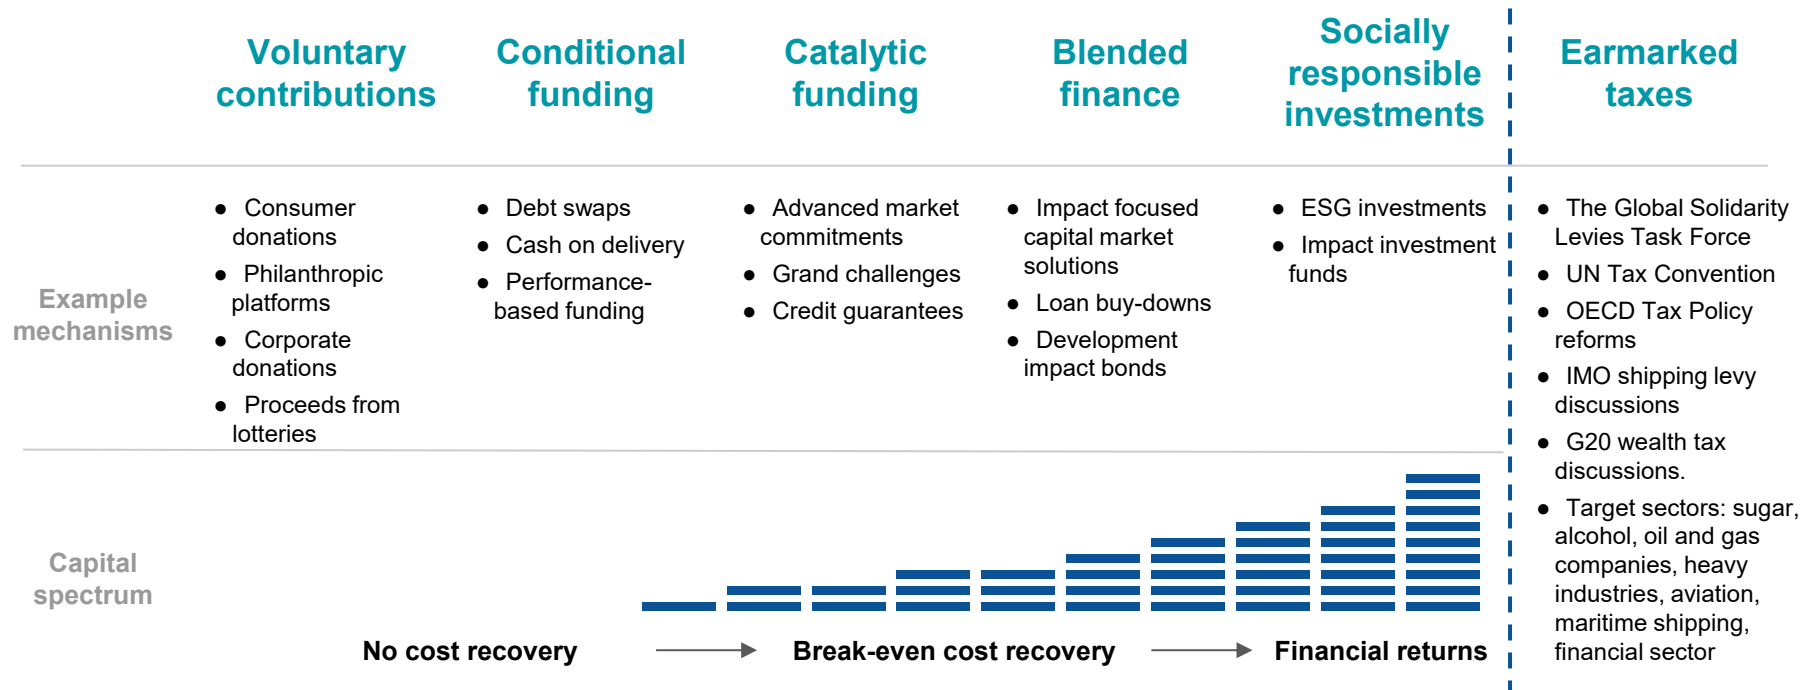 Voluntary
contributions
Conditional
funding
Catalytic
funding
Blended
finance
Socially
responsible
investments
Earmarked
taxes
Example
mechanisms
● Consumer
donations
● Philanthropic
platforms
● Corporate
donations
● Proceeds from
lotteries
● Debt swaps
● Cash on delivery
● Performance-
based funding
● Advanced market
commitments
● Grand challenges
● Credit guarantees
● Impact focused
capital market
solutions
● Loan buy-downs
● Development
impact bonds
● ESG investments
● Impact investment
funds
● The Global Solidarity
Levies Task Force
● UN Tax Convention
● OECD Tax Policy
reforms
● IMO shipping levy
discussions
● G20 wealth tax
discussions.
● Target sectors: sugar,
alcohol, oil and gas
companies, heavy
industries, aviation,
maritime shipping,
financial sector
Capital
spectrum
No cost recovery
Break-even cost recovery
Financial returns